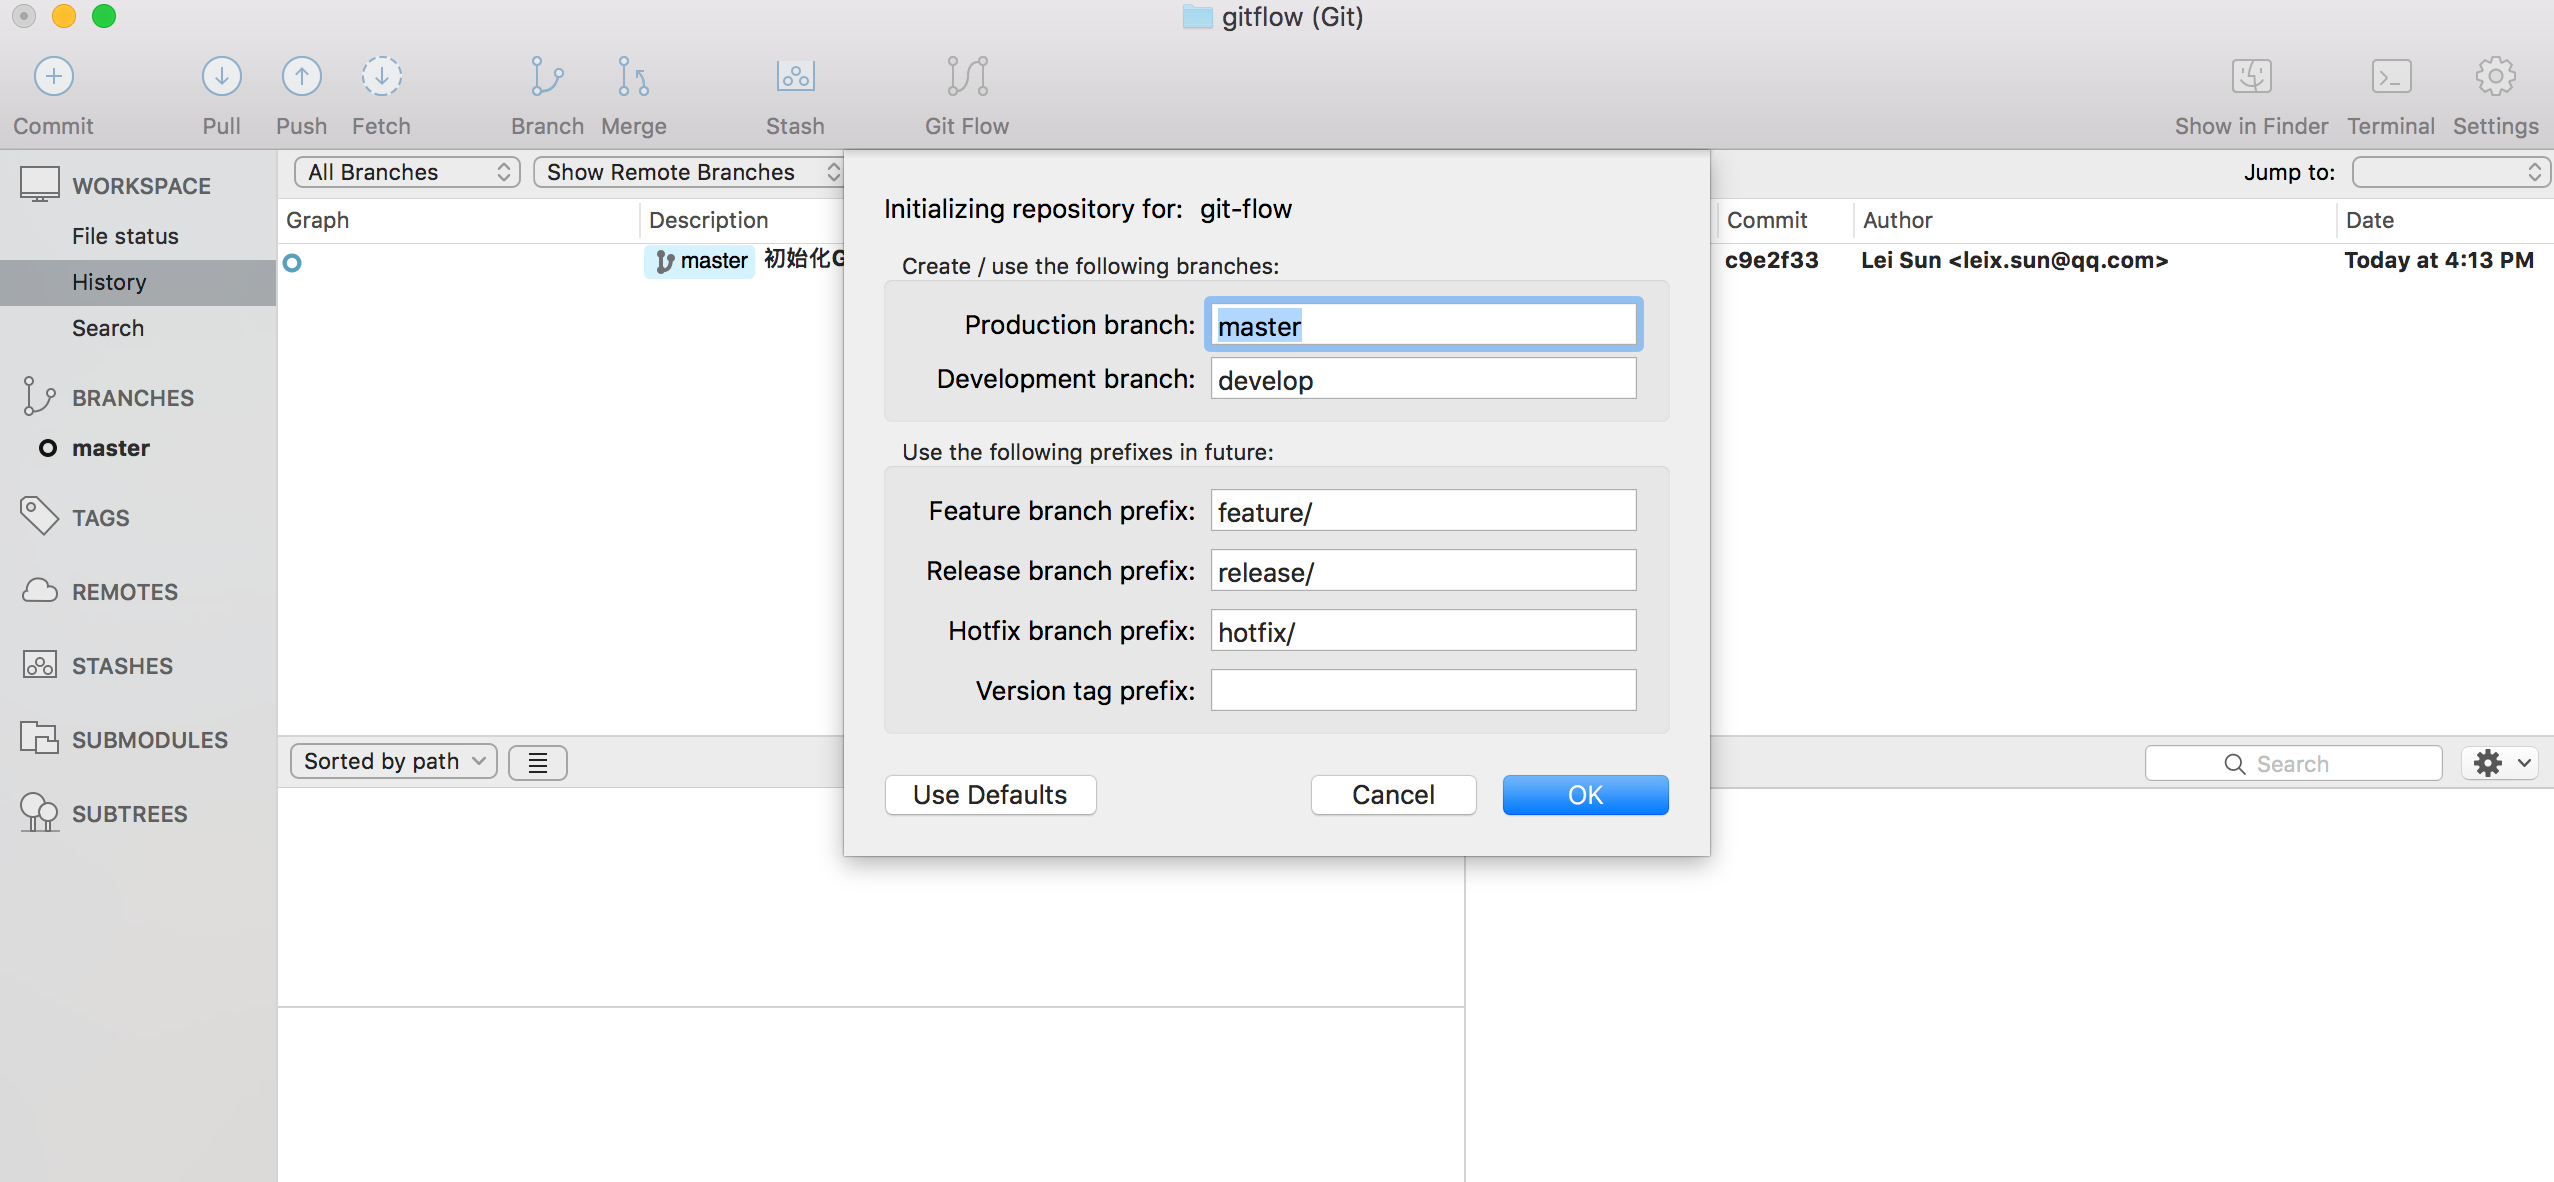 gitflow (Git)
Commit
Pull
Push
Fetch
Branch
Merge
Stash
Git Flow
Show in Finder
Terminal
Settings
WORKSPACE
File status
History
Search
BRANCHES
master
TAGS
REMOTES
STASHES
SUBMODULES
SUBTREES
All Branches
Show Remote Branches
Jump to:
Graph
Description
Commit
Author
Date
master 初始化G
c9e2f33
Lei Sun <leix.sun@qq.com>
Today at 4:13 PM
Initializing repository for: git-flow
Create / use the following branches:
Production branch: master
Development branch: develop
Use the following prefixes in future:
Feature branch prefix: feature/
Release branch prefix: release/
Hotfix branch prefix: hotfix/
Version tag prefix:
Use Defaults
Cancel
OK
Sorted by path
Search